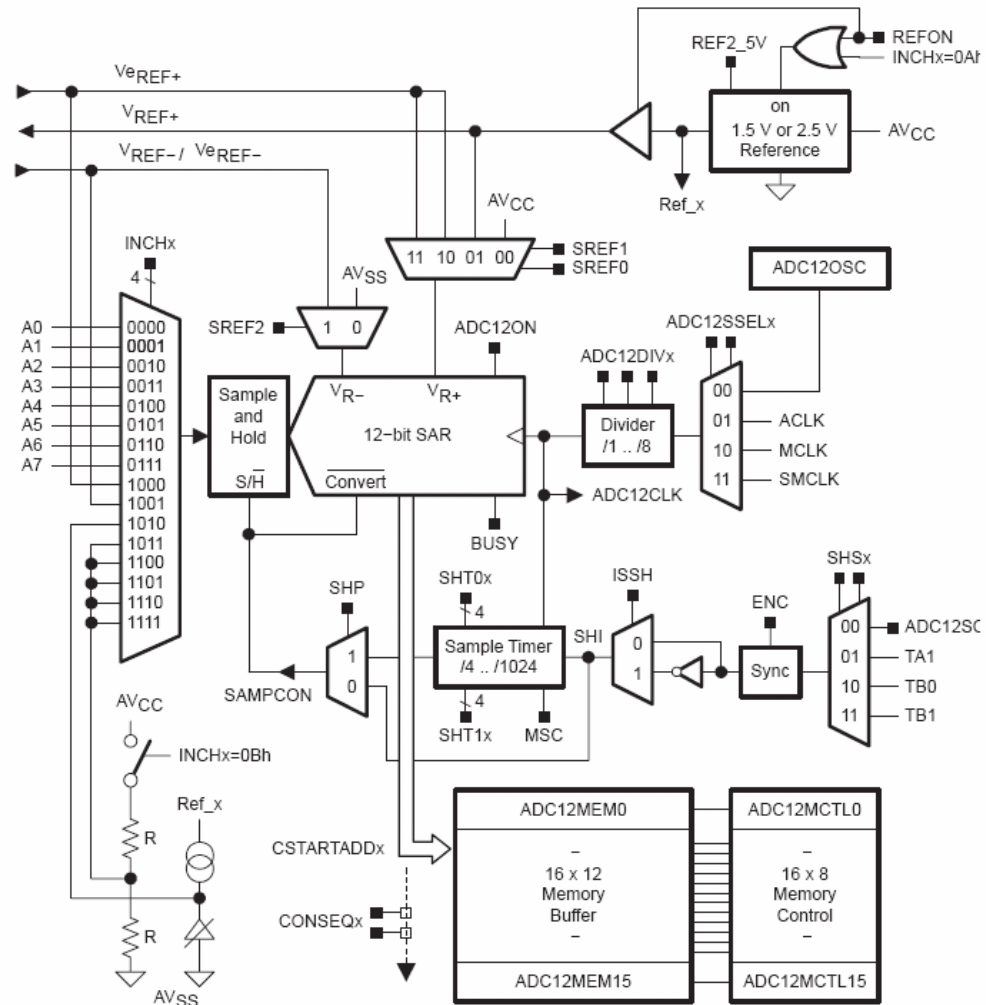 VeREF+
VREF+
VREF− / VeREF−
REF2_5V
REFON
INCHx=0Ah
on
1.5 V or 2.5 V
Reference
AVCC
Ref_x
AVCC
INCHx
4
11 10 01 00
SREF1
SREF0
AVSS
SREF2
1 0
ADC12ON
ADC12OSC
ADC12SSELx
ADC12DIVx
A0
A1
A2
A3
A4
A5
A6
A7
0000
0001
0010
0011
0100
0101
0110
0111
1000
1001
1010
1011
1100
1101
1110
1111
Sample
and
Hold
S/H
VR−
VR+
12−bit SAR
Convert
Divider
/1 .. /8
00
01
10
11
ACLK
MCLK
SMCLK
ADC12CLK
BUSY
SHP
1
0
SAMPCON
SHT0x
4
Sample Timer
/4 .. /1024
4
SHT1x
MSC
SHI
ISSH
0
1
ENC
Sync
SHSx
00
01
10
11
ADC12SC
TA1
TB0
TB1
AVCC
INCHx=0Bh
Ref_x
R
R
AVSS
CSTARTADDx
CONSEQx
ADC12MEM0
–
16 x 12
Memory
Buffer
–
ADC12MEM15
ADC12MCTL0
–
16 x 8
Memory
Control
–
ADC12MCTL15